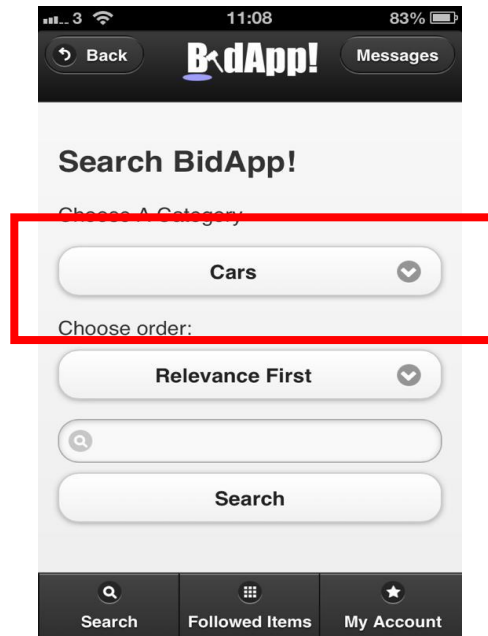 3 11:08 83%
Back BidApp! Messages
Search BidApp!
Choose A Category
Cars
Choose order:
Relevance First
Search
Search Followed Items My Account